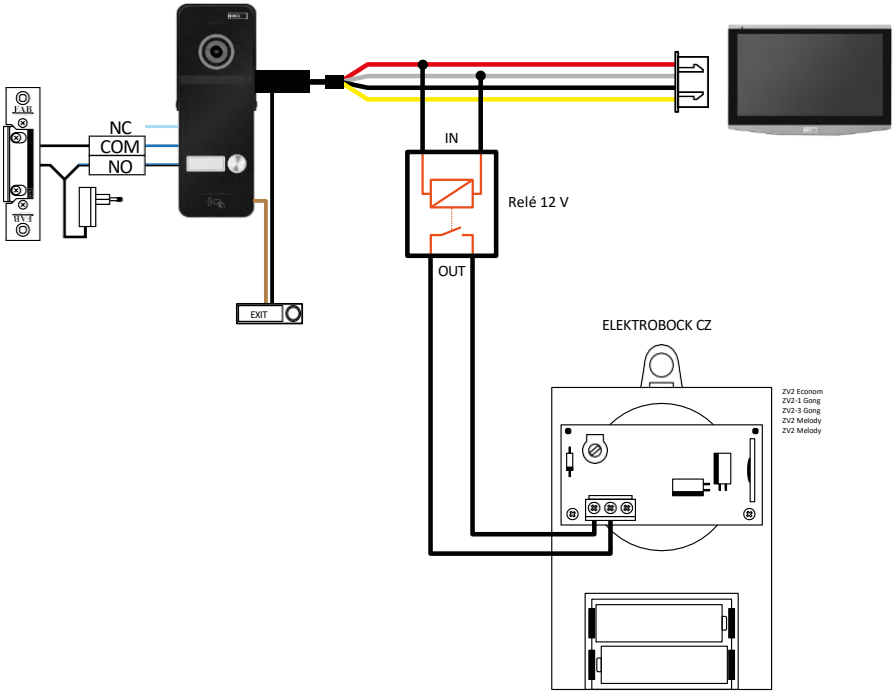 EMOS
FAB
NC
COM
NO
FAB
IN
Relé 12 V
OUT
EXIT
ELEKTROBOCK CZ
ZV2 Econom
ZV2-1 Gong
ZV2-3 Gong
ZV2 Melody
ZV2 Melody